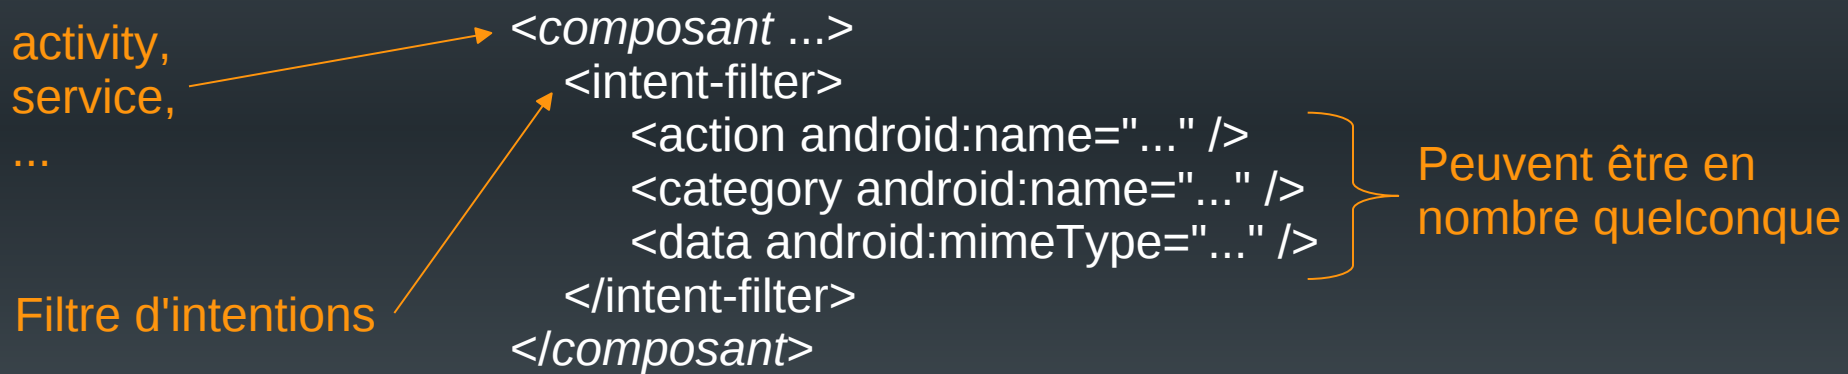 activity,
service,
...
Filtre d'intentions
<composant ...>
<intent-filter>
<action android:name="..." />
<category android:name="..." />
<data android:mimeType="..." />
</intent-filter>
</composant>
Peuvent être en
nombre quelconque